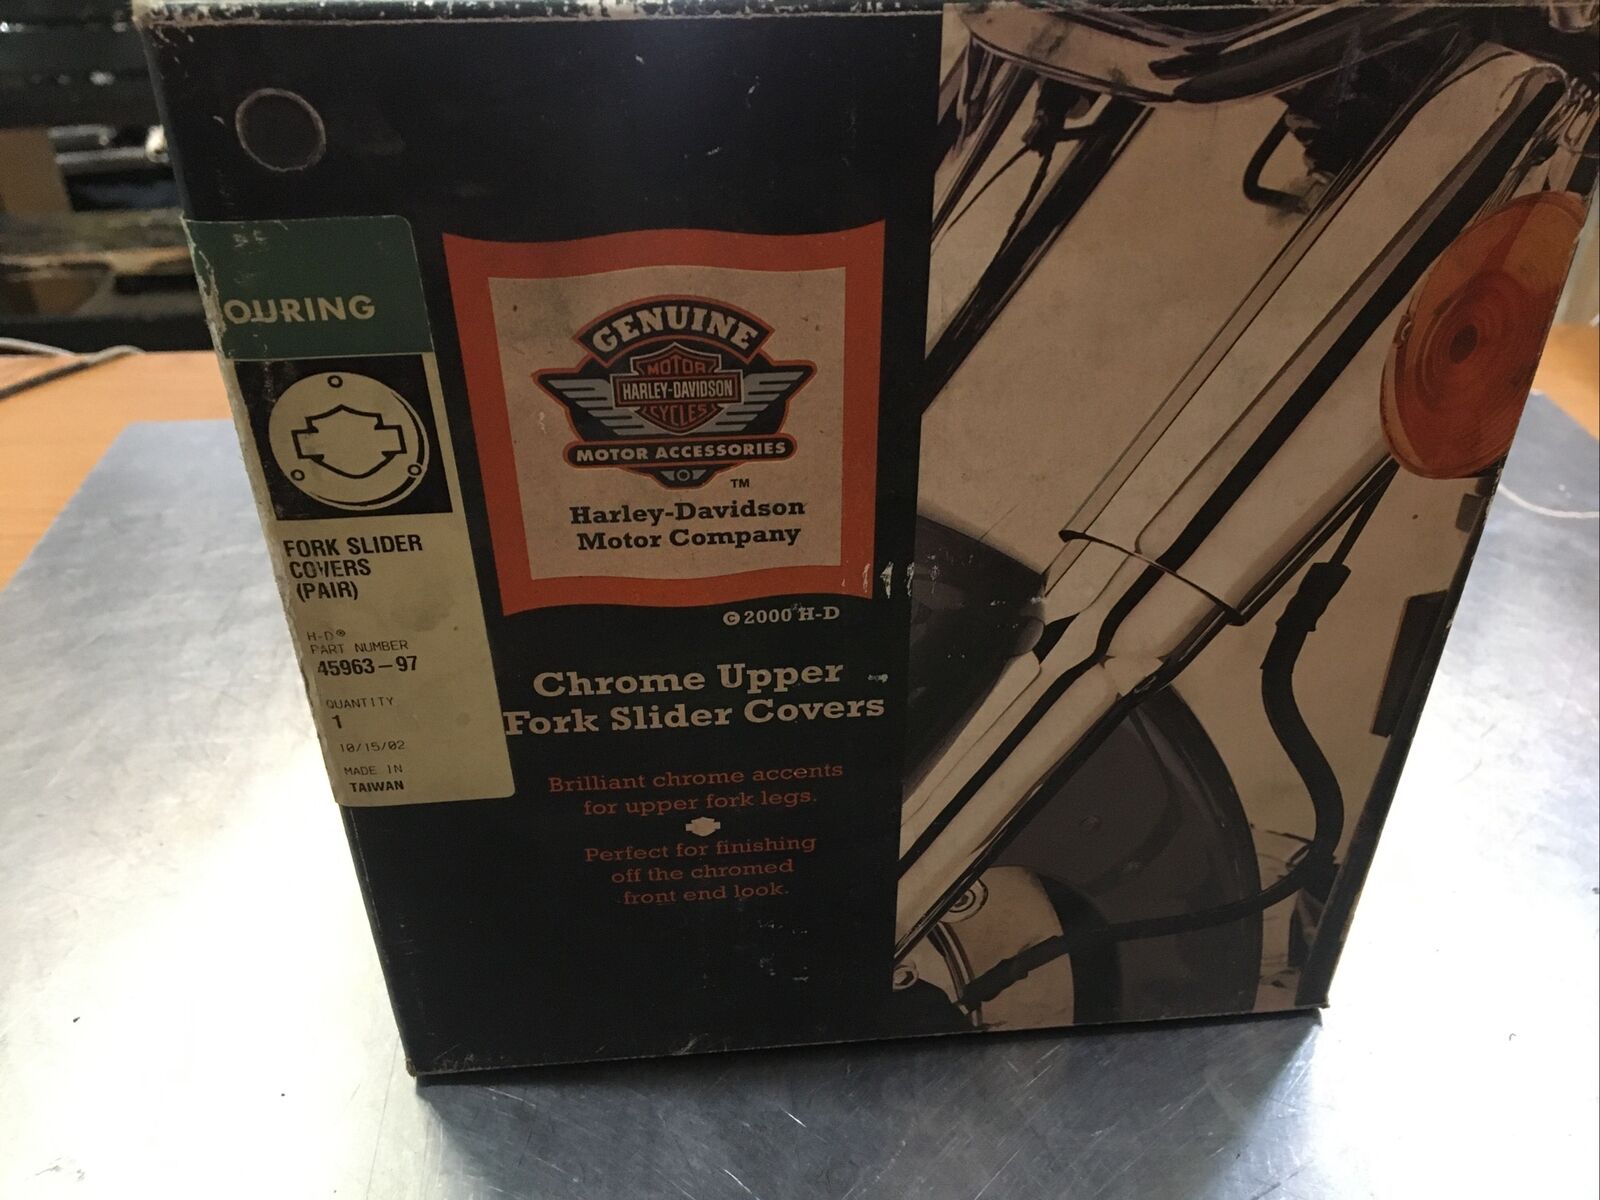 OURING
FORK SLIDER
COVERS
(PAIR)
H-D®
PART NUMBER
45963-97
QUANTITY
1
10/15/02
MADE IN
TAIWAN
GENUINE
MOTOR
HARLEY-DAVIDSON
CYCLES
MOTOR ACCESSORIES
TM
Harley-Davidson
Motor Company
© 2000 H-D
Chrome Upper
Fork Slider Covers
Brilliant chrome accents
for upper fork legs.
Perfect for finishing
off the chromed
front end look.